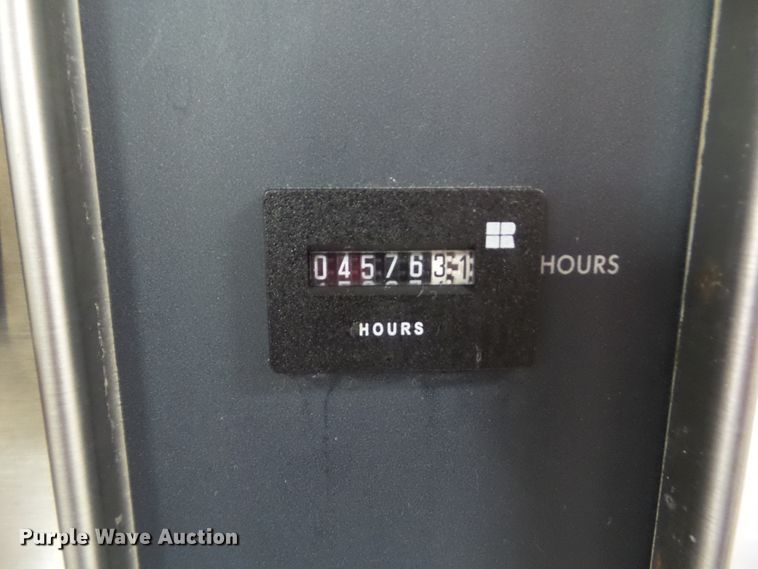 R
0457631
HOURS
HOURS
Purple Wave Auction